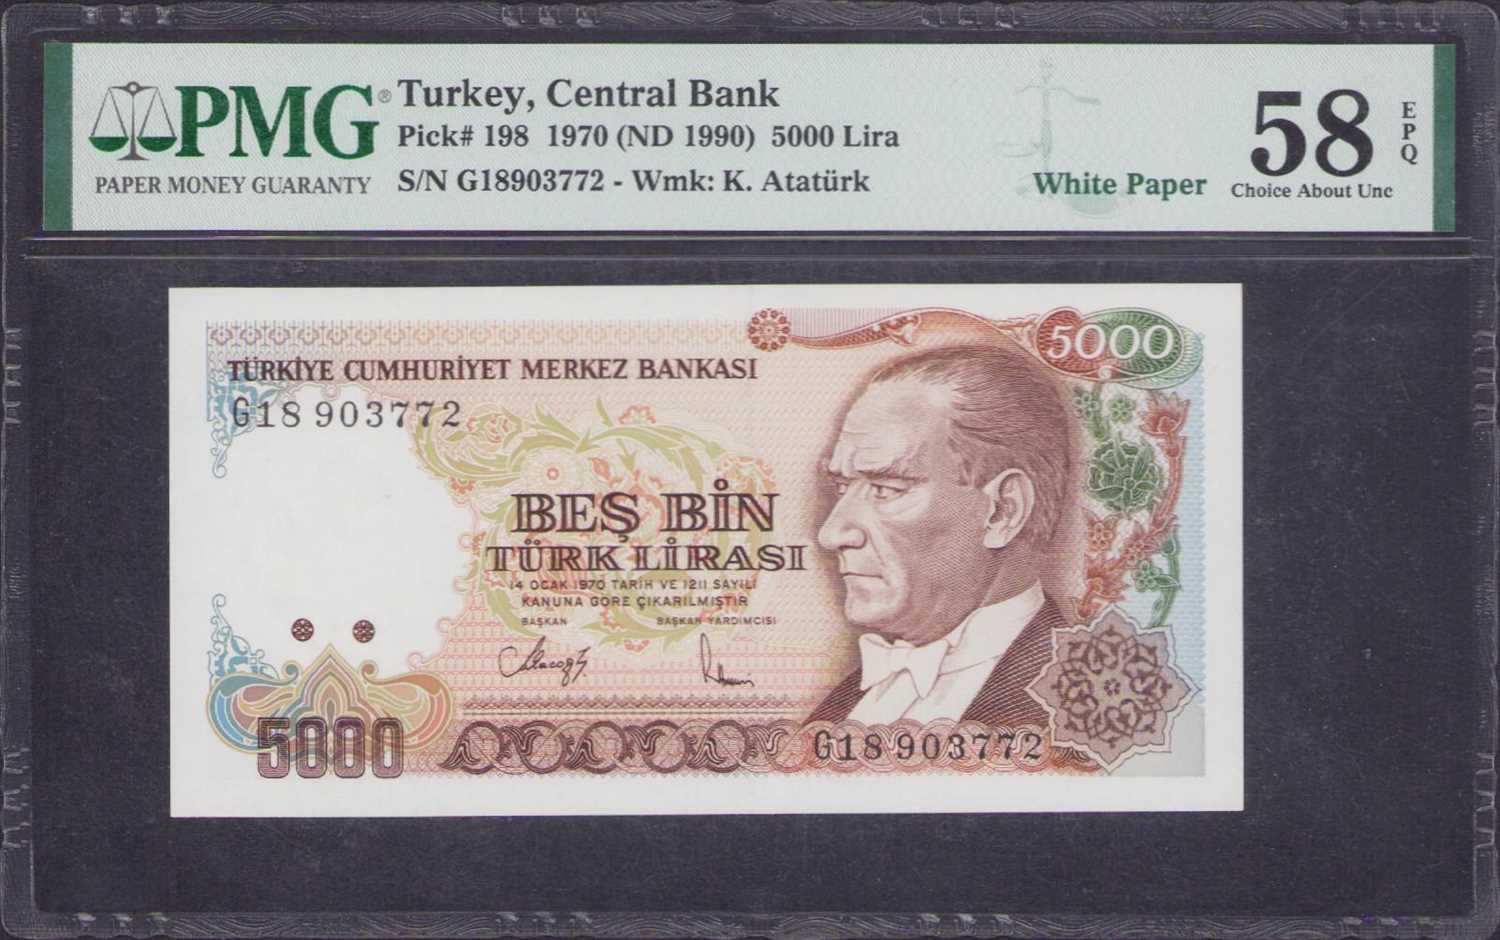 PMG®
PAPER MONEY GUARANTY
Turkey, Central Bank
Pick# 198 1970 (ND 1990) 5000 Lira
S/N G18903772 - Wmk: K. Atatürk
White Paper
58
EPQ
Choice About Unc
5000
TÜRKİYE CUMHURİYET MERKEZ BANKASI
G18 903772
BEŞ BİN
TÜRK LİRASI
14 OCAK 1970 TARİH VE 1211 SAYILI
KANUNA GÖRE ÇIKARILMIŞTIR
BAŞKAN BAŞKAN YARDIMCISI
5000
G18 903772